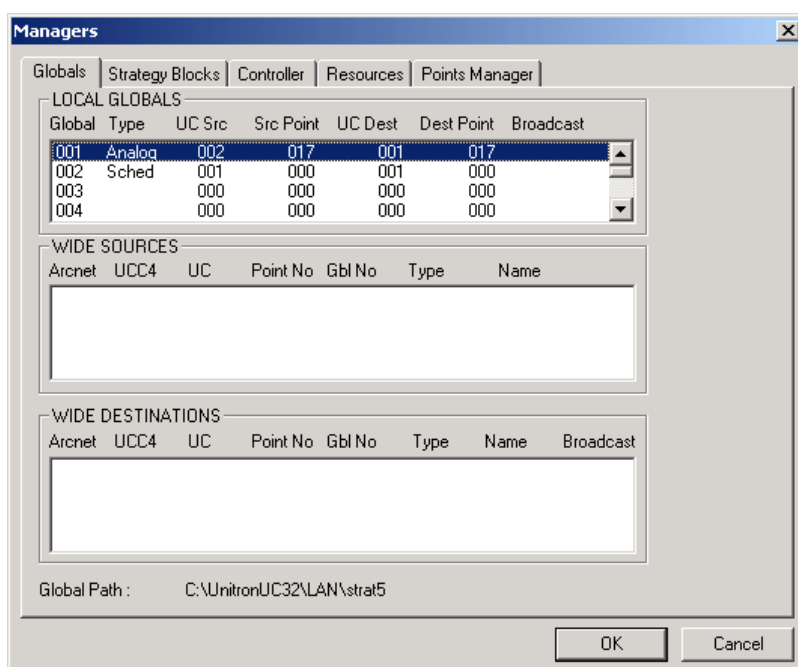 Managers
Globals Strategy Blocks Controller Resources Points Manager
LOCAL GLOBALS
Global Type UC Src Src Point UC Dest Dest Point Broadcast
001 Analog 002 017 001 017
002 Sched 001 000 001 000
003 000 000 000 000
004 000 000 000 000
WIDE SOURCES
Arcnet UCC4 UC Point No Gbl No Type Name
WIDE DESTINATIONS
Arcnet UCC4 UC Point No Gbl No Type Name Broadcast
Global Path : C:\UnitronUC32\LAN\strat5
OK Cancel